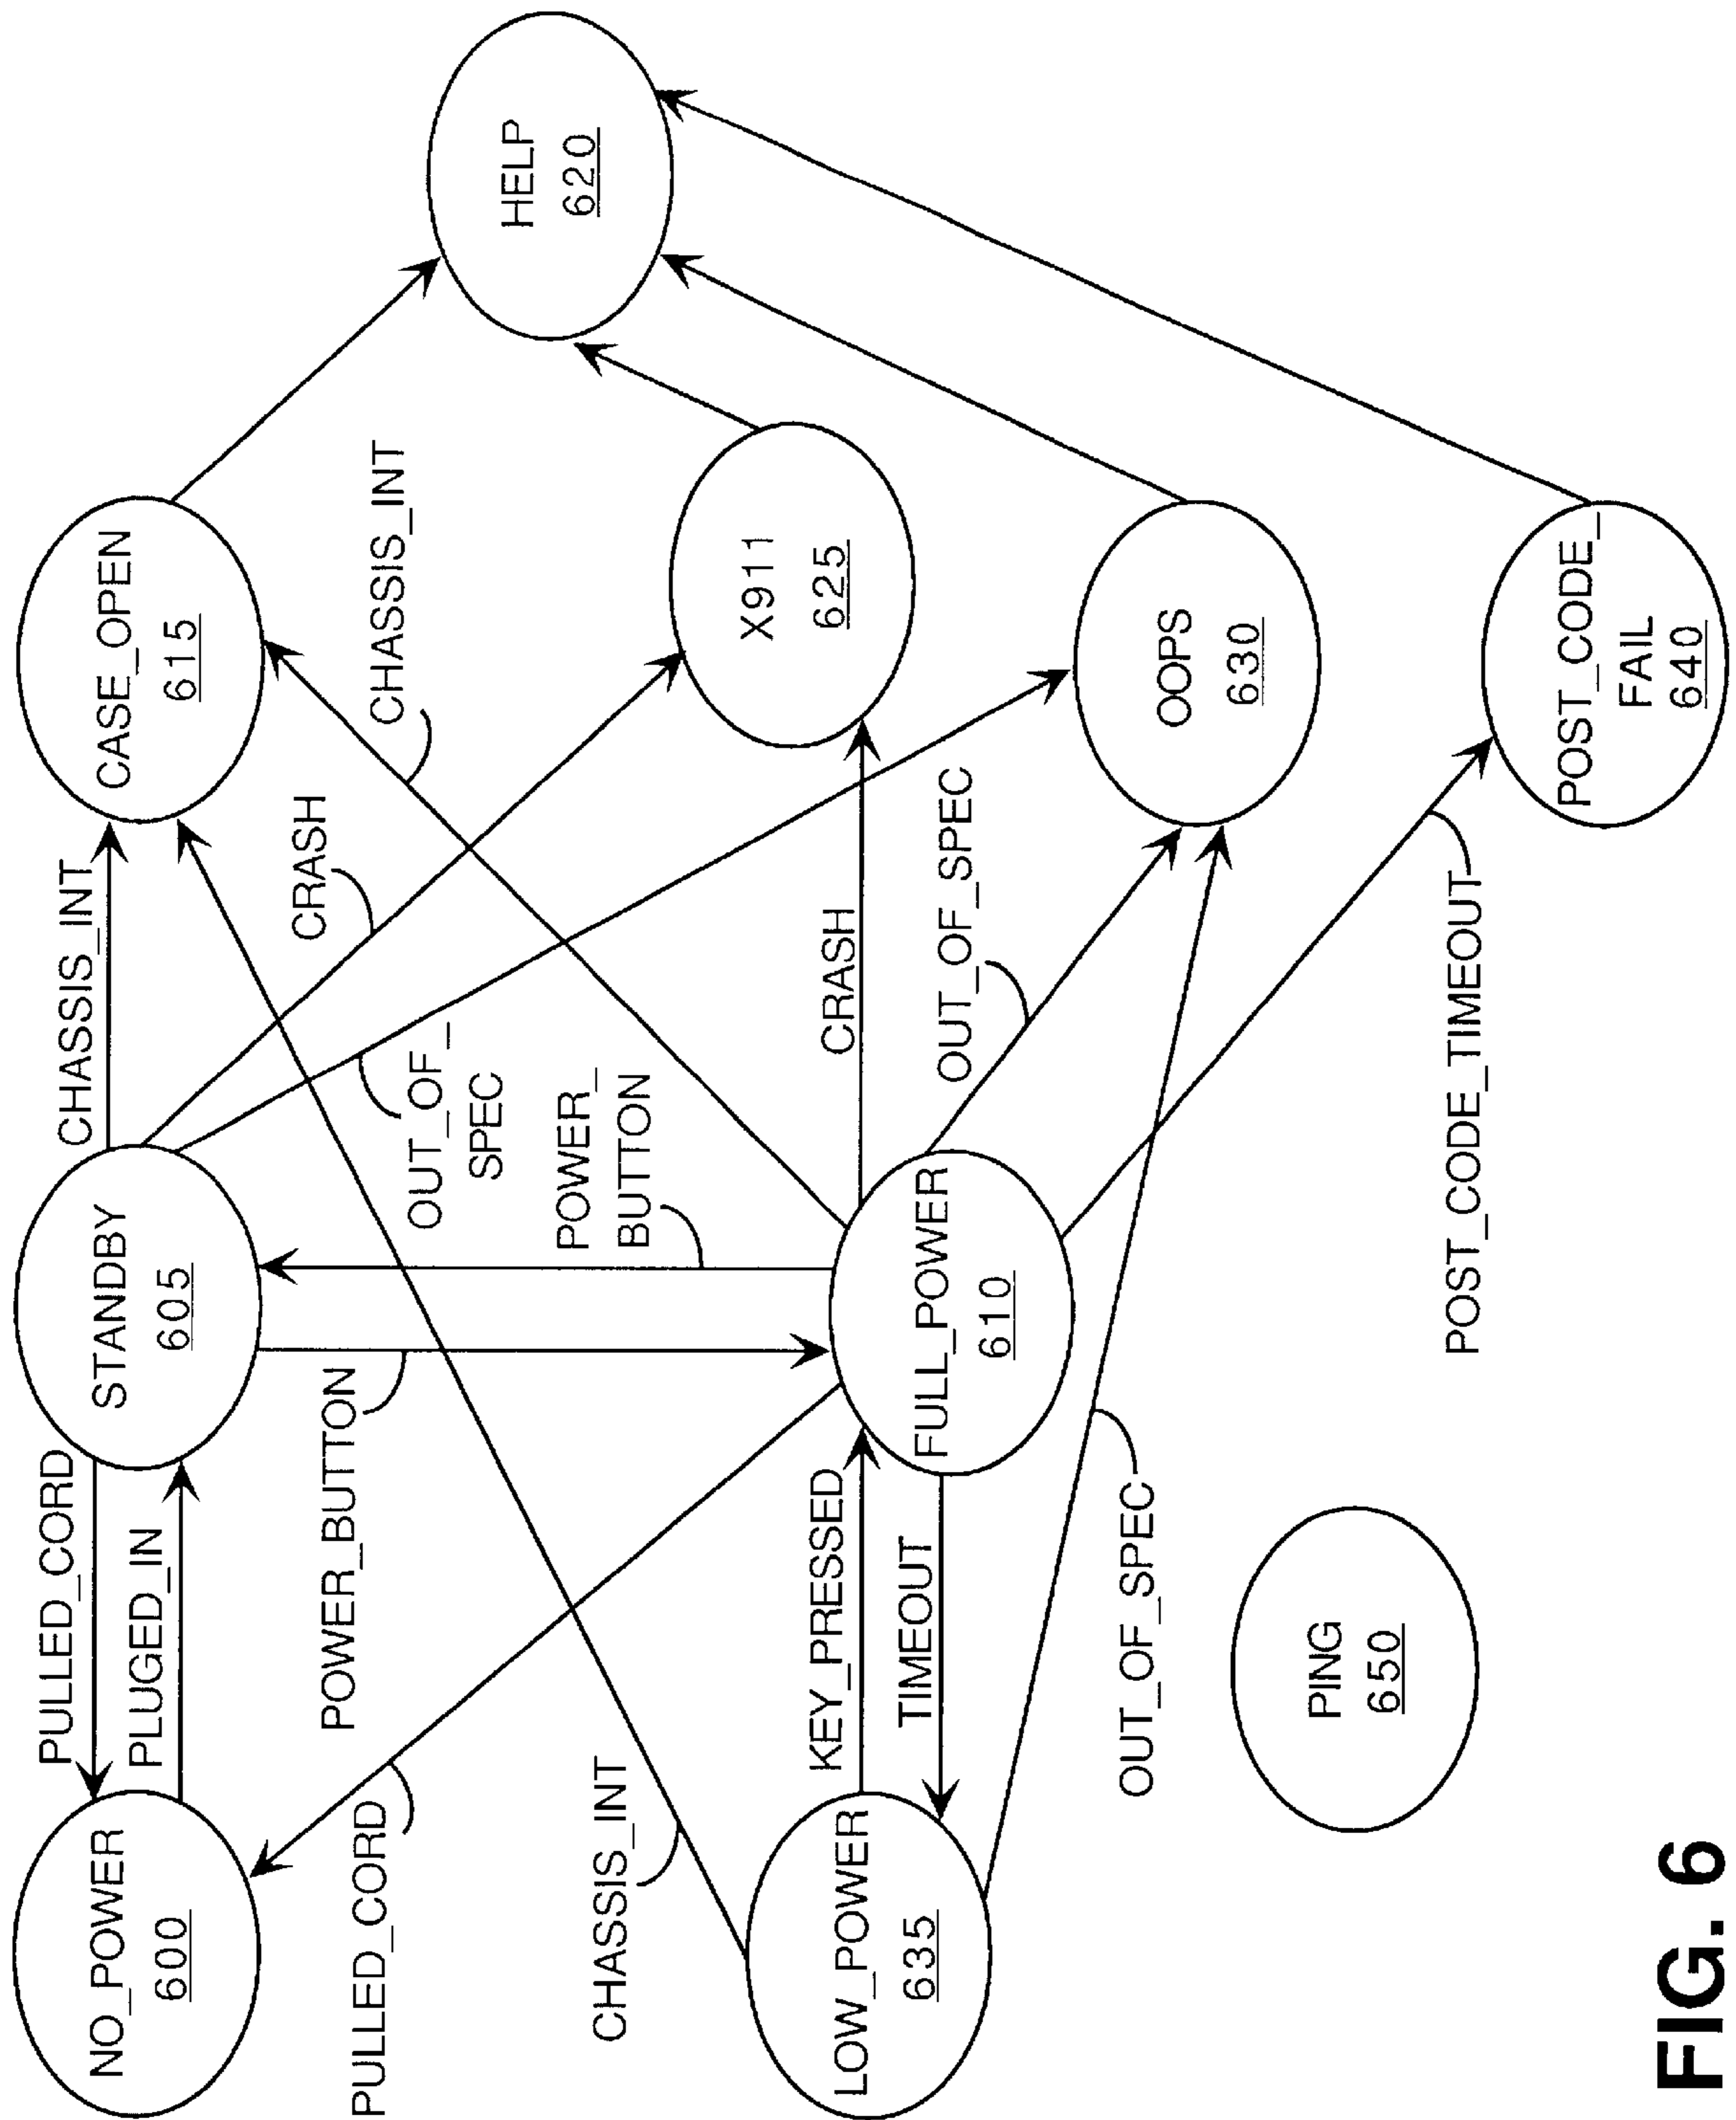 NO_POWER
600
PULLED_CORD
PLUGED_IN
STANDBY
605
CHASSIS_INT
CASE_OPEN
615
PULLED_CORD
POWER_BUTTON
OUT_OF_
SPEC
CRASH
CHASSIS_INT
HELP
620
CHASSIS_INT
POWER_
BUTTON
X911
625
LOW_POWER
635
KEY_PRESSED
TIMEOUT
FULL_POWER
610
CRASH
OUT_OF_SPEC
OOPS
630
OUT_OF_SPEC
PING
650
POST_CODE_TIMEOUT
POST_CODE_
FAIL
640
FIG. 6